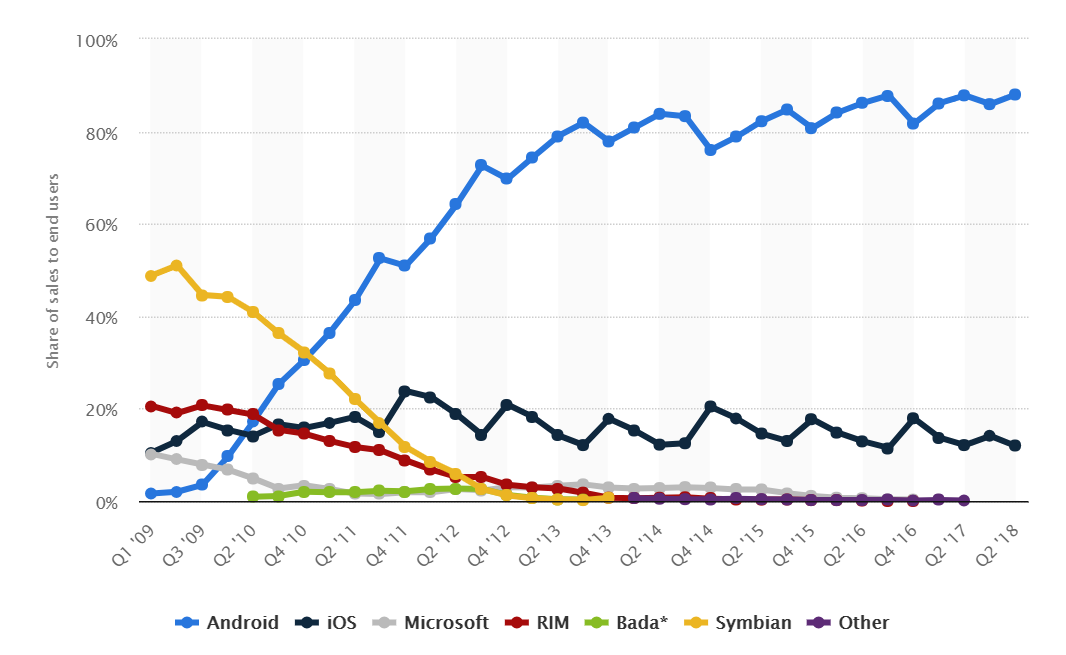 100%
80%
60%
40%
20%
0%
Share of sales to end users
Q1 '09
Q3 '09
Q2 '10
Q4 '10
Q2 '11
Q4 '11
Q2 '12
Q4 '12
Q2 '13
Q4 '13
Q2 '14
Q4 '14
Q2 '15
Q4 '15
Q2 '16
Q4 '16
Q2 '17
Q2 '18
Android iOS Microsoft RIM Bada* Symbian Other